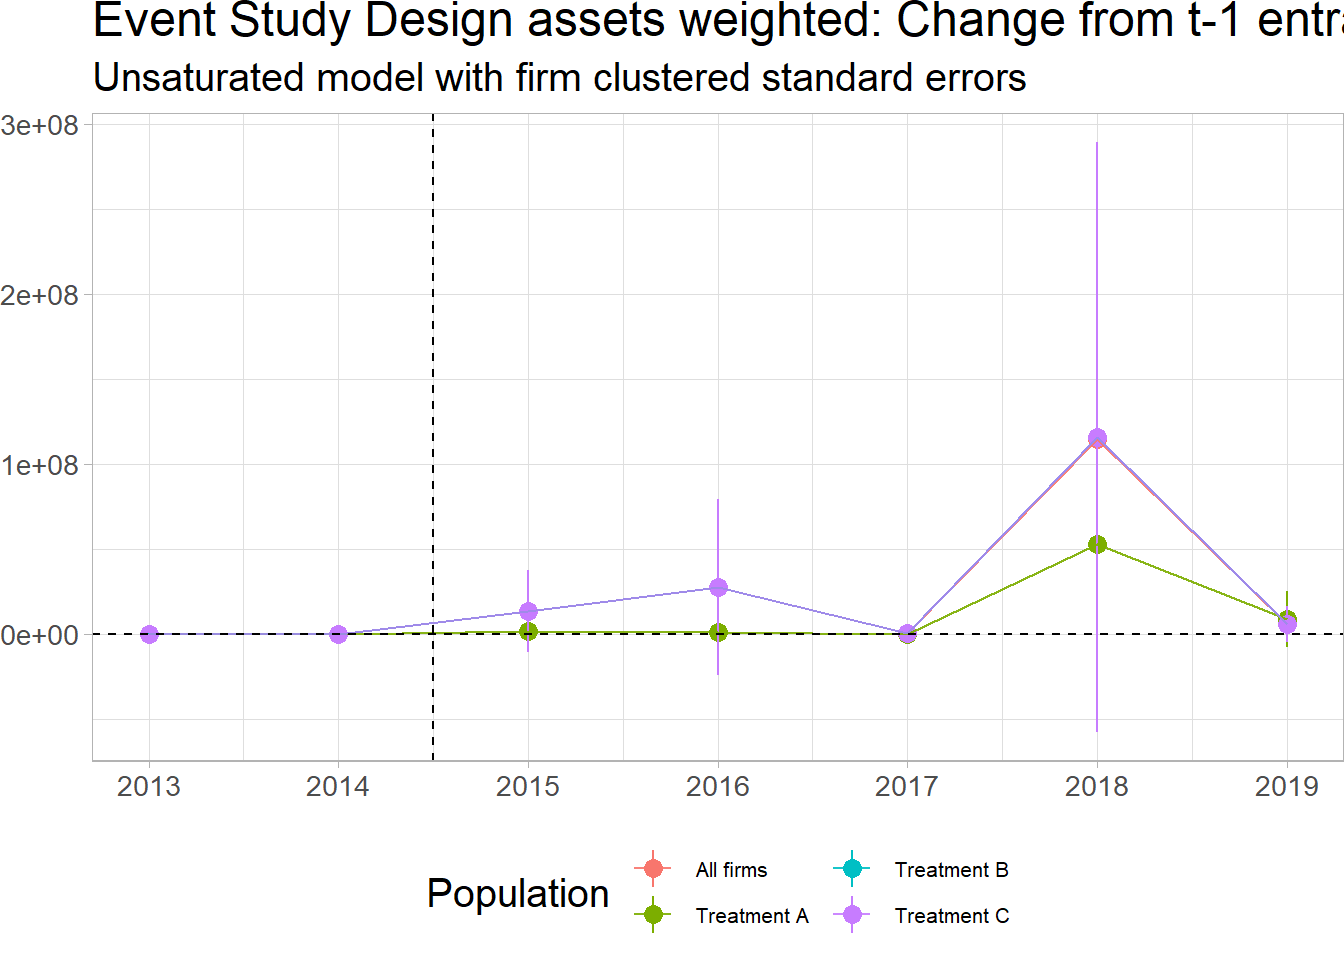 Event Study Design assets weighted: Change from t-1 entra
Unsaturated model with firm clustered standard errors
3e+08
2e+08
1e+08
0e+00
2013 2014 2015 2016 2017 2018 2019
Population
All firms
Treatment B
Treatment A
Treatment C